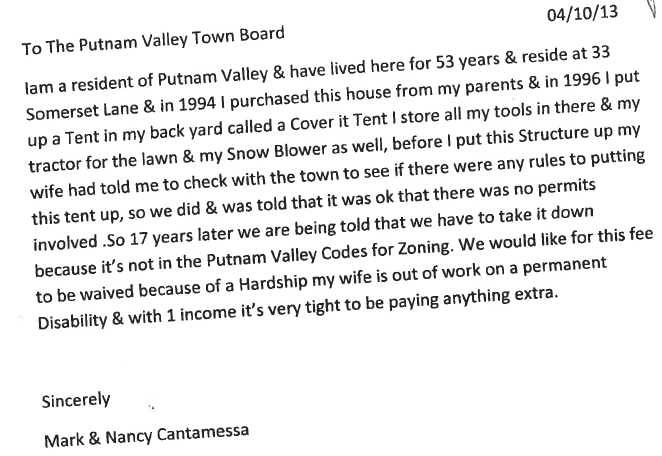 04/10/13
To The Putnam Valley Town Board
Iam a resident of Putnam Valley & have lived here for 53 years & reside at 33
Somerset Lane & in 1994 I purchased this house from my parents & in 1996 I put
up a Tent in my back yard called a Cover it Tent I store all my tools in there & my
tractor for the lawn & my Snow Blower as well, before I put this Structure up my
wife had told me to check with the town to see if there were any rules to putting
this tent up, so we did & was told that it was ok that there was no permits
involved .So 17 years later we are being told that we have to take it down
because it's not in the Putnam Valley Codes for Zoning. We would like for this fee
to be waived because of a Hardship my wife is out of work on a permanent
Disability & with 1 income it's very tight to be paying anything extra.
Sincerely
Mark & Nancy Cantamessa